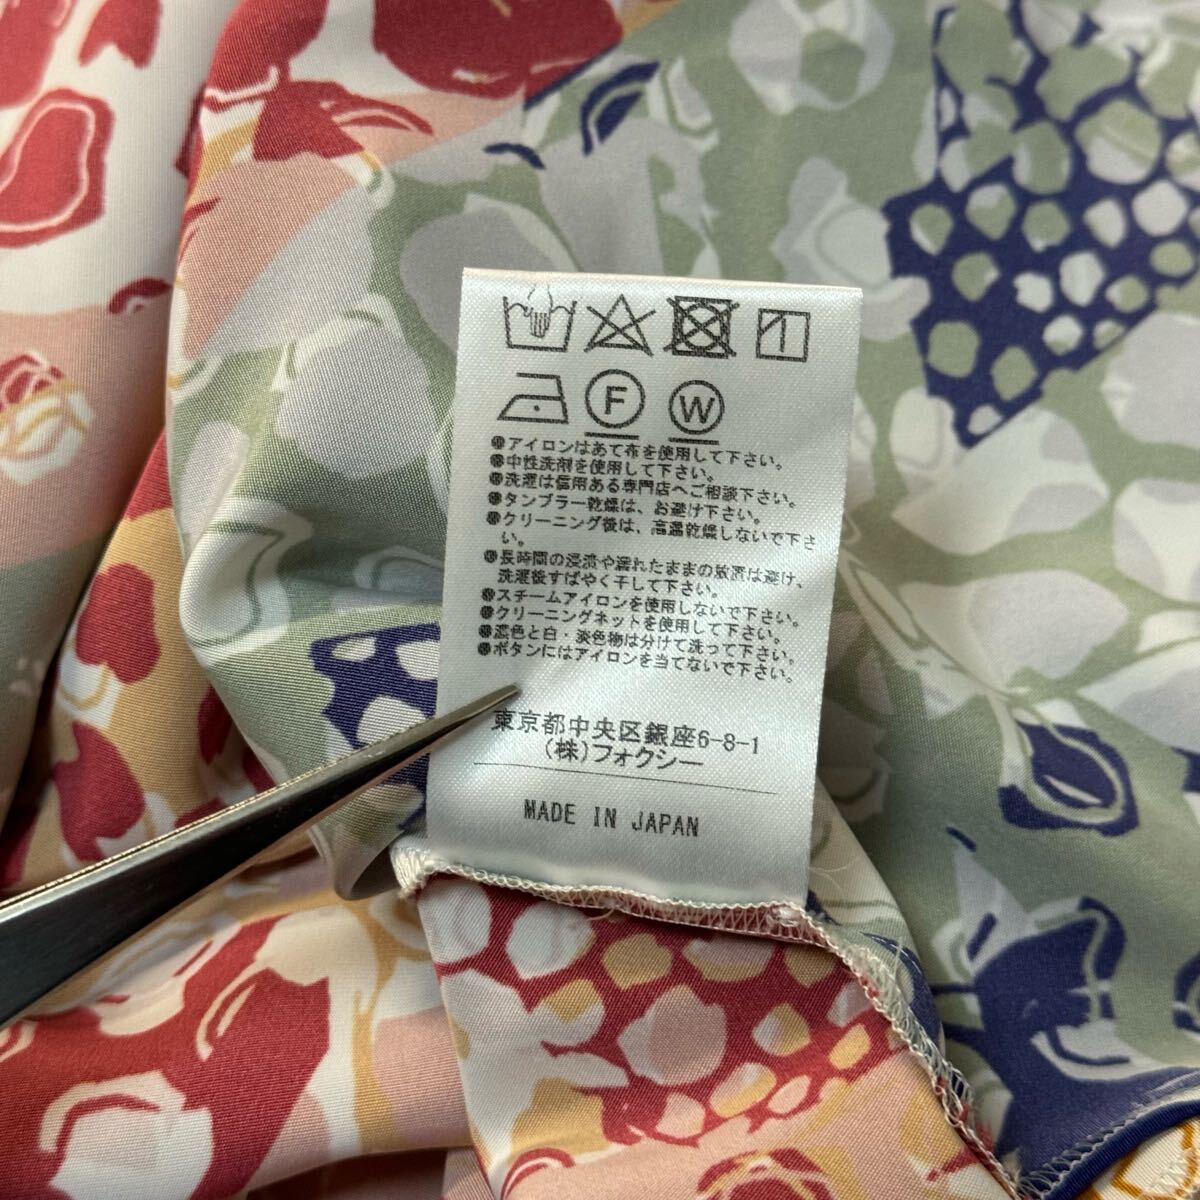 F W
●アイロンはあて布を使用して下さい。
●中性洗剤を使用して下さい。
●洗濯は信用ある専門店へご相談下さい。
●タンブラー乾燥は、お避け下さい。
●クリーニング後は、高温乾燥しないで下さ
い。
●長時間の浸漬や濡れたままの放置は避け、
洗濯後すばやく干して下さい。
●スチームアイロンを使用しないで下さい。
●クリーニングネットを使用して下さい。
●濃色と白・淡色物は分けて洗って下さい。
●ボタンにはアイロンを当てないで下さい。
東京都中央区銀座6-8-1
(株)フォクシー
MADE IN JAPAN